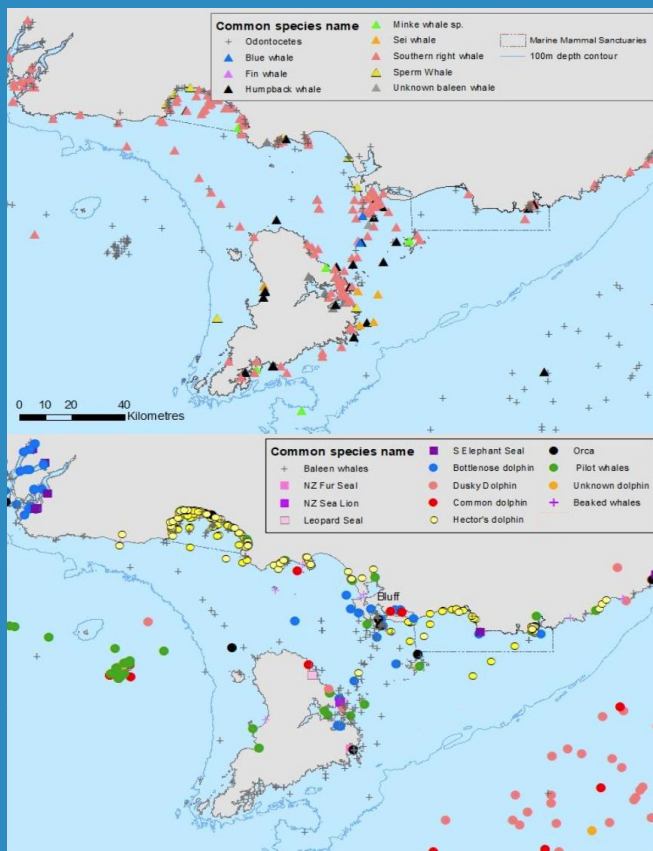 Common species name
Odontocetes
Blue whale
Fin whale
Humpback whale
Minke whale sp.
Sei whale
Southern right whale
Sperm Whale
Unknown baleen whale
Marine Mammal Sanctuaries
100m depth contour
0 10 20 40
Kilometres
Common species name
Baleen whales
NZ Fur Seal
NZ Sea Lion
Leopard Seal
S Elephant Seal
Bottlenose dolphin
Dusky Dolphin
Common dolphin
Hector's dolphin
Orca
Pilot whales
Unknown dolphin
Beaked whales
Bluff